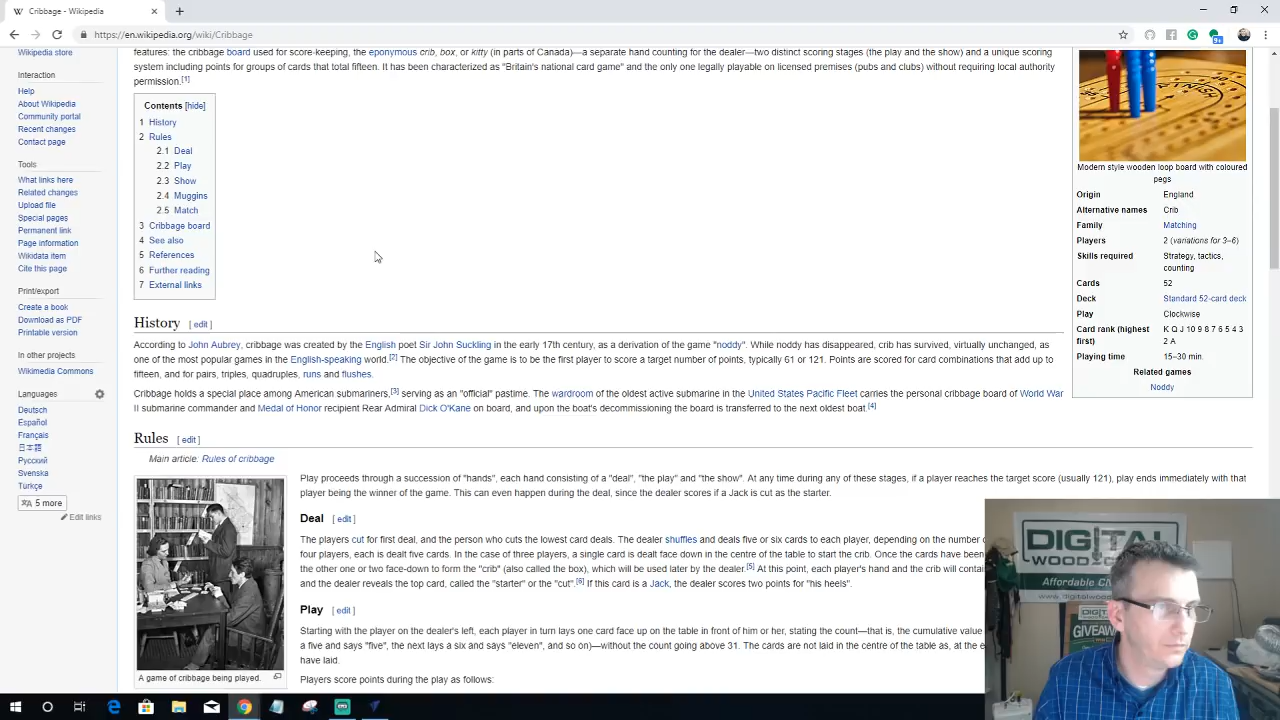 Cribbage - Wikipedia
https://en.wikipedia.org/wiki/Cribbage
features: the cribbage board used for score-keeping, the eponymous crib, box, or kitty (in parts of Canada)—a separate hand counting for the dealer—two distinct scoring stages (the play and the show) and a unique scoring
system including points for groups of cards that total fifteen. It has been characterized as "Britain's national card game" and the only one legally playable on licensed premises (pubs and clubs) without requiring local authority
permission.[1]
Wikipedia store
Interaction
Help
About Wikipedia
Community portal
Recent changes
Contact page
Tools
What links here
Related changes
Upload file
Special pages
Permanent link
Page information
Wikidata item
Cite this page
Print/export
Create a book
Download as PDF
Printable version
In other projects
Wikimedia Commons
Languages
Deutsch
Español
Français
日本語
Русский
Svenska
Türkçe
5 more
Edit links
Contents [hide]
1 History
2 Rules
2.1 Deal
2.2 Play
2.3 Show
2.4 Muggins
2.5 Match
3 Cribbage board
4 See also
5 References
6 Further reading
7 External links
Modern style wooden loop board with coloured
pegs
Origin England
Alternative names Crib
Family Matching
Players 2 (variations for 3–6)
Skills required Strategy, tactics,
counting
Cards 52
Deck Standard 52-card deck
Play Clockwise
Card rank (highest K Q J 10 9 8 7 6 5 4 3
first) 2 A
Playing time 15–30 min.
Related games
Noddy
History [ edit ]
According to John Aubrey, cribbage was created by the English poet Sir John Suckling in the early 17th century, as a derivation of the game "noddy". While noddy has disappeared, crib has survived, virtually unchanged, as
one of the most popular games in the English-speaking world.[2] The objective of the game is to be the first player to score a target number of points, typically 61 or 121. Points are scored for card combinations that add up to
fifteen, and for pairs, triples, quadruples, runs and flushes.
Cribbage holds a special place among American submariners,[3] serving as an "official" pastime. The wardroom of the oldest active submarine in the United States Pacific Fleet carries the personal cribbage board of World War
II submarine commander and Medal of Honor recipient Rear Admiral Dick O'Kane on board, and upon the boat's decommissioning the board is transferred to the next oldest boat.[4]
Rules [ edit ]
Main article: Rules of cribbage
Play proceeds through a succession of "hands", each hand consisting of a "deal", "the play" and "the show". At any time during any of these stages, if a player reaches the target score (usually 121), play ends immediately with that
player being the winner of the game. This can even happen during the deal, since the dealer scores if a Jack is cut as the starter.
Deal [ edit ]
The players cut for first deal, and the person who cuts the lowest card deals. The dealer shuffles and deals five or six cards to each player, depending on the number
four players, each is dealt five cards. In the case of three players, a single card is dealt face down in the centre of the table to start the crib. Once the cards have been
the other one or two face-down to form the "crib" (also called the box), which will be used later by the dealer.[5] At this point, each player's hand and the crib will
and the dealer reveals the top card, called the "starter" or the "cut".[6] If this card is a Jack, the dealer scores two points for "his heels".
Play [ edit ]
Starting with the player on the dealer's left, each player in turn lays one card face up on the table in front of him or her, stating the count—that is, the cumulative value
a five and says "five", the next lays a six and says "eleven", and so on)—without the count going above 31. The cards are not laid in the centre of the table as, at the
have laid.
Players score points during the play as follows:
A game of cribbage being played.
DIGITAL
Affordable
DIGIT
GIVEAW